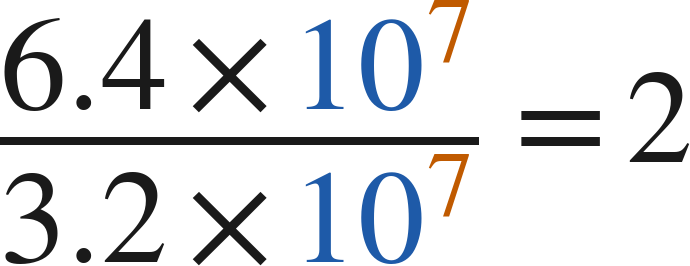 6.4 × 10⁷
3.2 × 10⁷
= 2